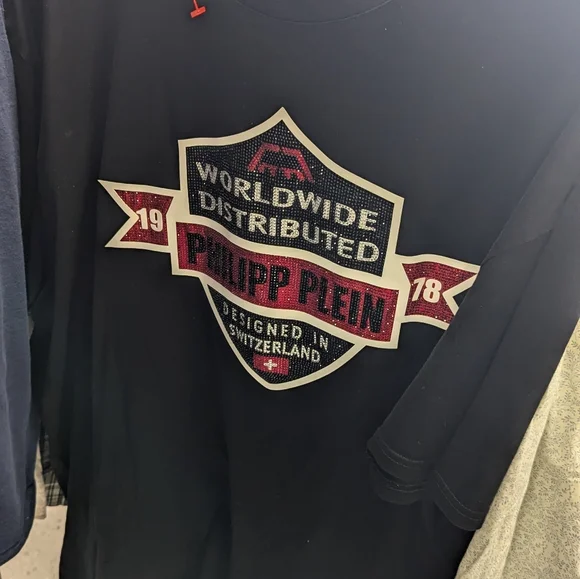 WORLDWIDE
DISTRIBUTED
19
PHILIPP PLEIN
78
DESIGNED IN
SWITZERLAND